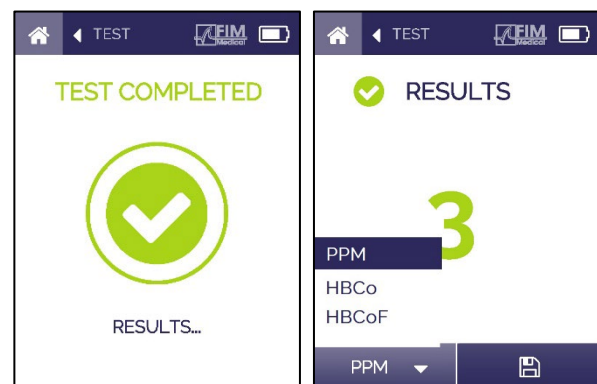 TEST
FIM
Medical
TEST COMPLETED
RESULTS...
TEST
FIM
Medical
RESULTS
3
PPM
HBCo
HBCoF
PPM